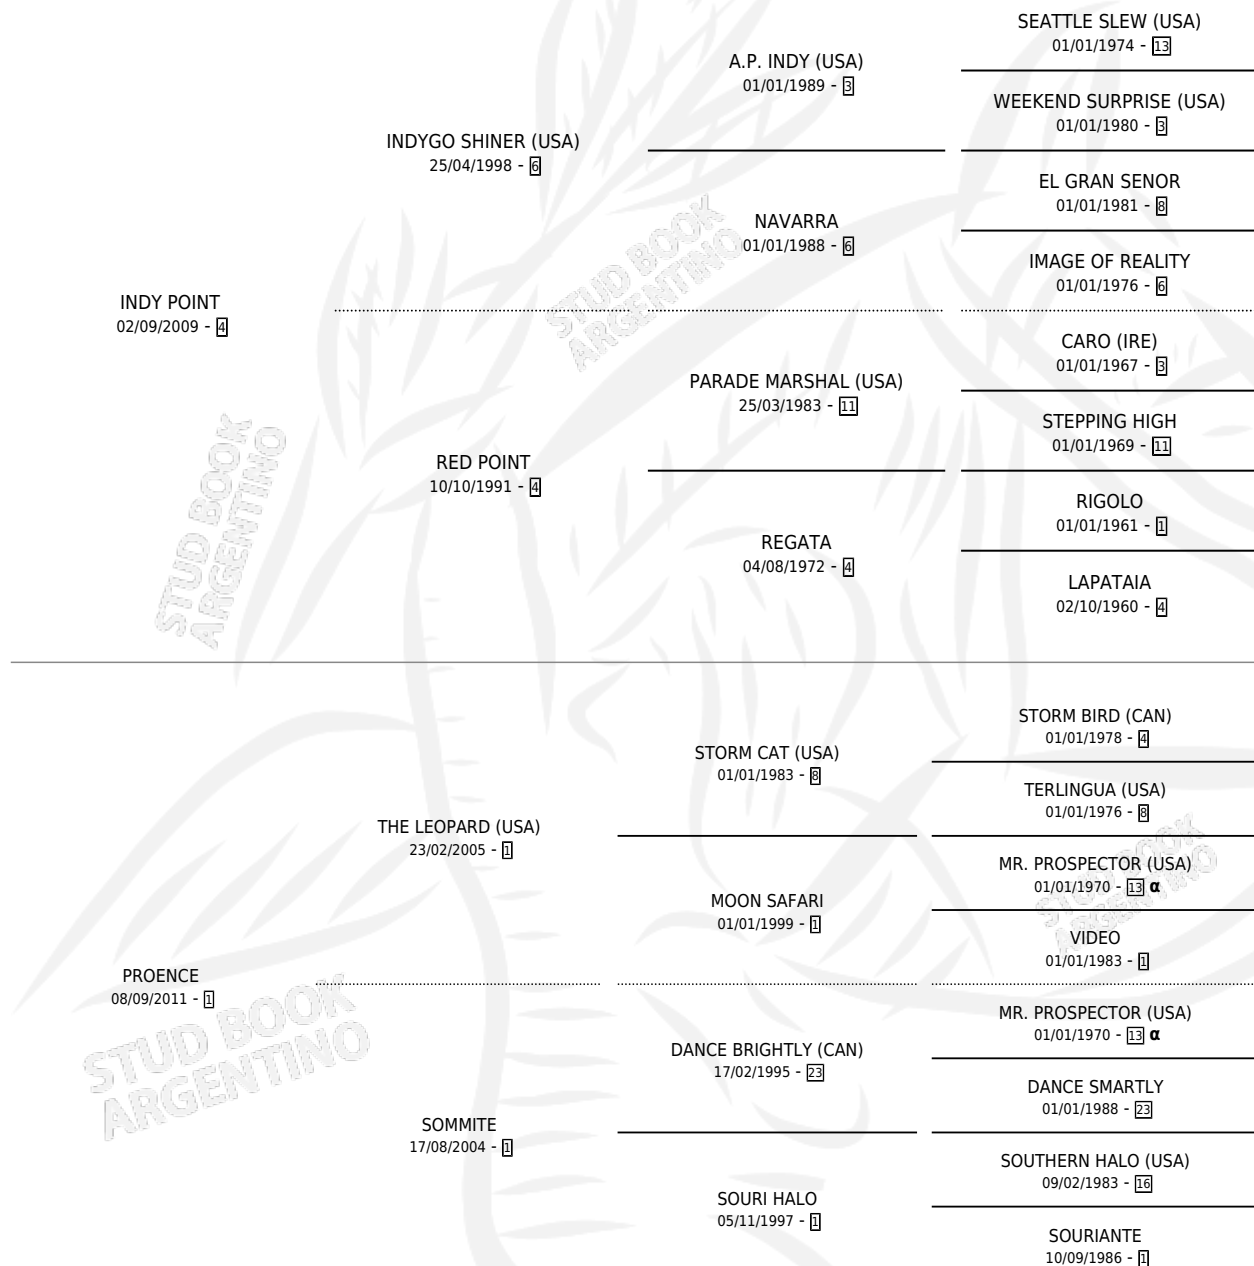 SEATTLE SLEW (USA)
01/01/1974 - 13
A.P. INDY (USA)
01/01/1989 - 3
WEEKEND SURPRISE (USA)
01/01/1980 - 3
INDYGO SHINER (USA)
25/04/1998 - 6
EL GRAN SENOR
01/01/1981 - 8
NAVARRA
01/01/1988 - 6
IMAGE OF REALITY
01/01/1976 - 6
INDY POINT
02/09/2009 - 4
CARO (IRE)
01/01/1967 - 3
PARADE MARSHAL (USA)
25/03/1983 - 11
STEPPING HIGH
01/01/1969 - 11
RED POINT
10/10/1991 - 4
RIGOLO
01/01/1961 - 1
REGATA
04/08/1972 - 4
LAPATAIA
02/10/1960 - 4
STORM BIRD (CAN)
01/01/1978 - 4
STORM CAT (USA)
01/01/1983 - 8
TERLINGUA (USA)
01/01/1976 - 8
THE LEOPARD (USA)
23/02/2005 - 1
MR. PROSPECTOR (USA)
01/01/1970 - 13 α
MOON SAFARI
01/01/1999 - 1
VIDEO
01/01/1983 - 1
PROENCE
08/09/2011 - 1
MR. PROSPECTOR (USA)
01/01/1970 - 13 α
DANCE BRIGHTLY (CAN)
17/02/1995 - 23
DANCE SMARTLY
01/01/1988 - 23
SOMMITE
17/08/2004 - 1
SOUTHERN HALO (USA)
09/02/1983 - 16
SOURI HALO
05/11/1997 - 1
SOURIANTE
10/09/1986 - 1
STUD BOOK
ARGENTINO
STUD BOOK
ARGENTINO
STUD BOOK
ARGENTINO
STUD BOOK
ARGENTINO